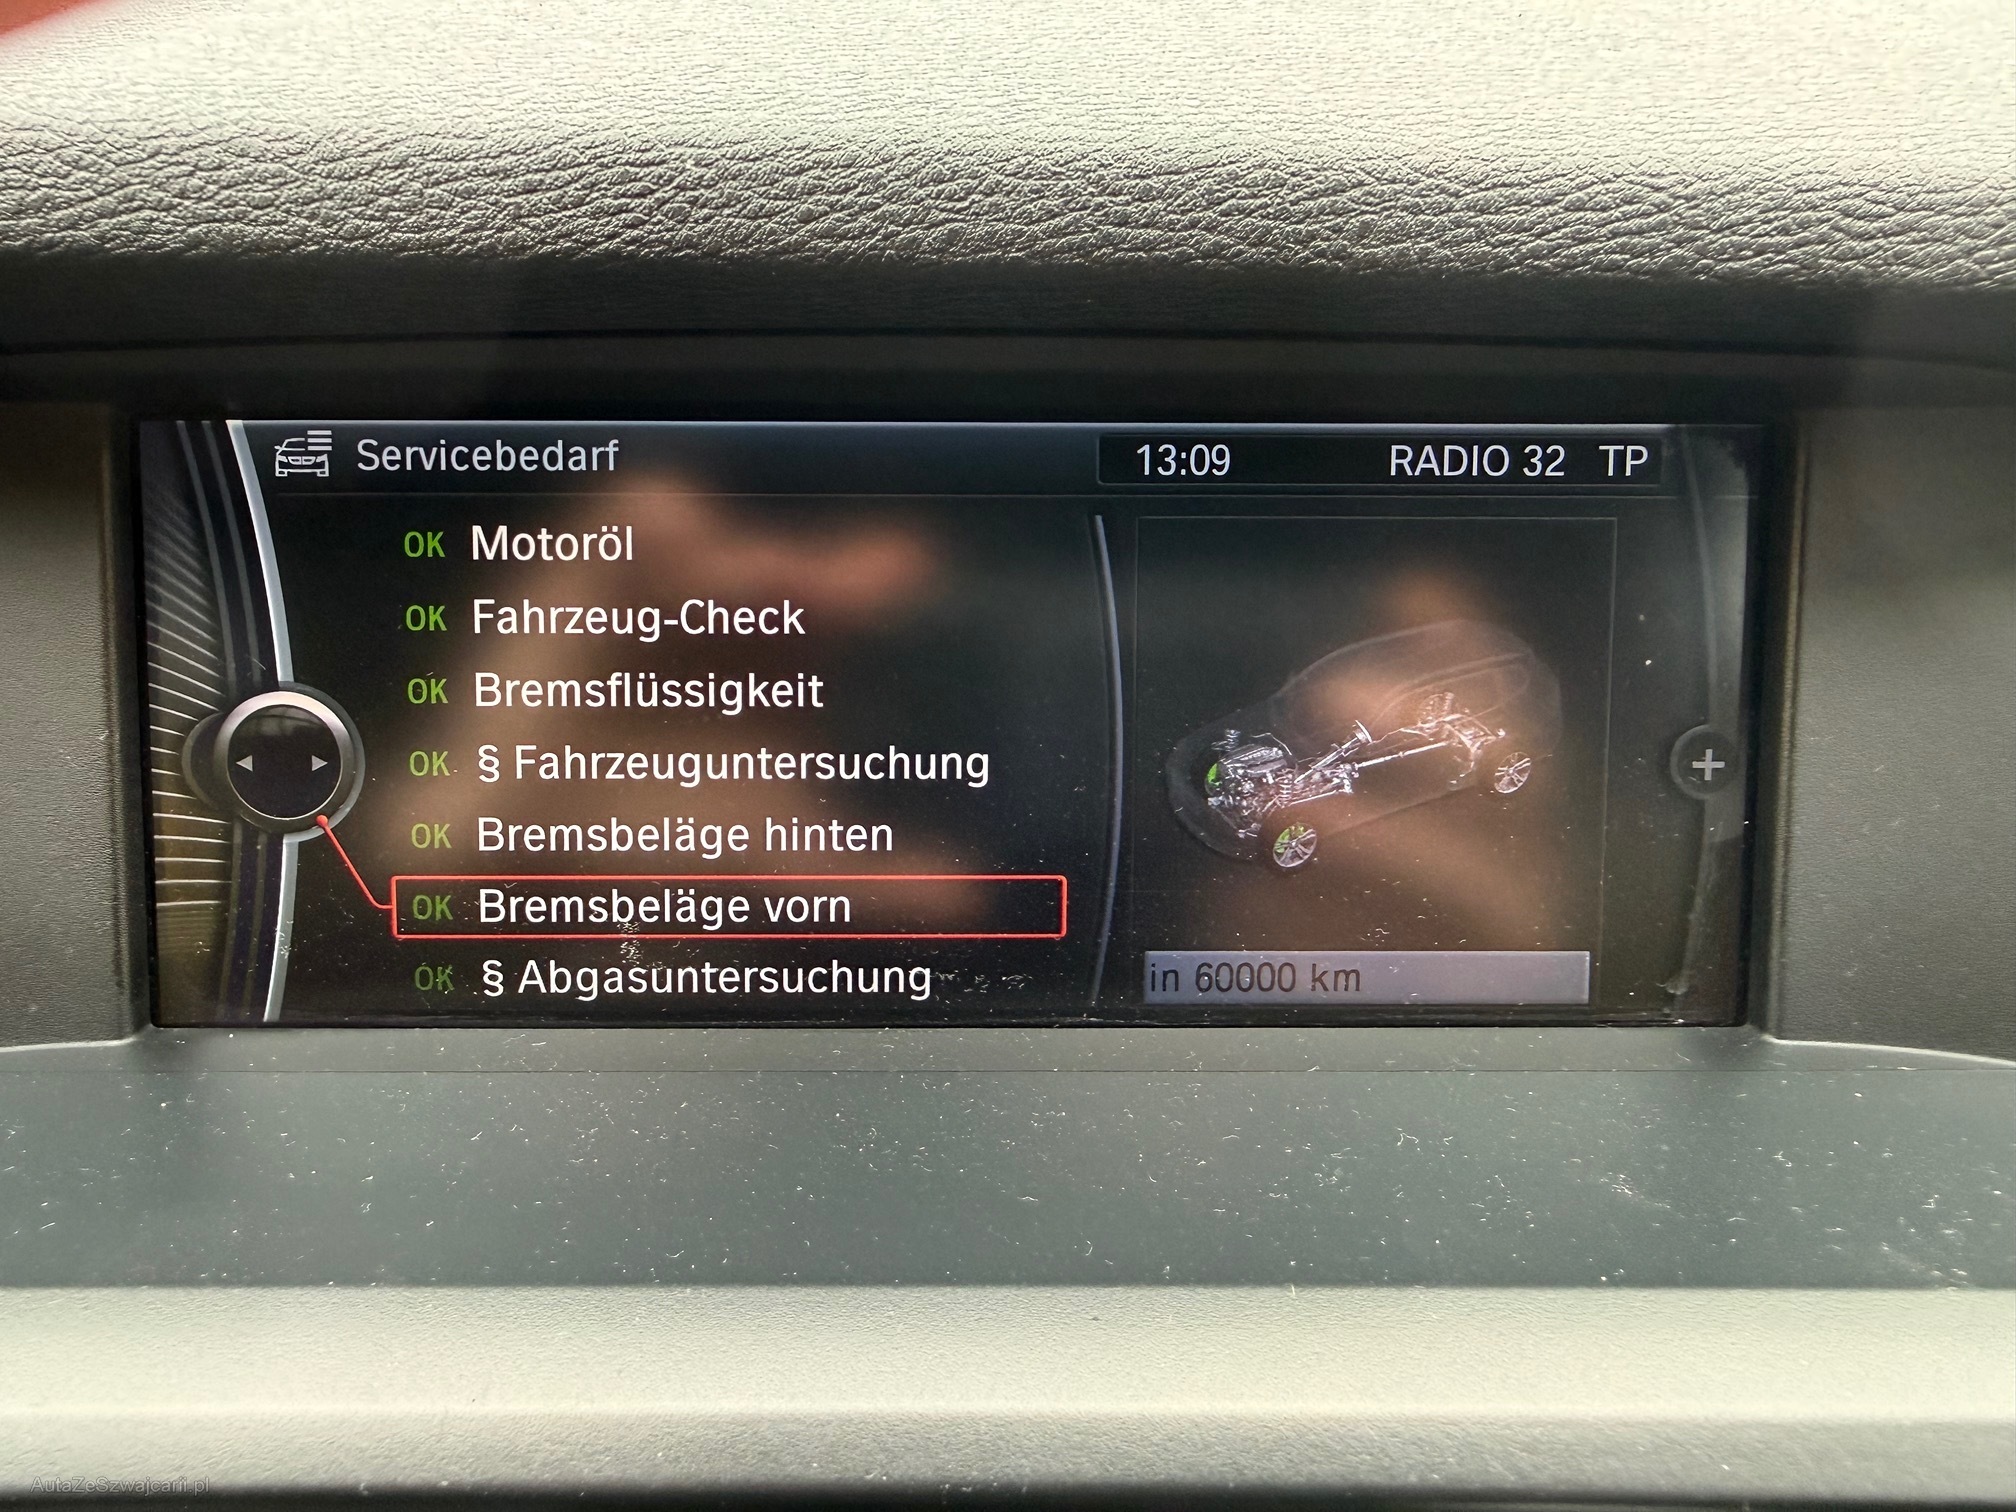 Servicebedarf
13:09 RADIO 32 TP
OK Motoröl
OK Fahrzeug-Check
OK Bremsflüssigkeit
OK § Fahrzeuguntersuchung
OK Bremsbeläge hinten
OK Bremsbeläge vorn
OK § Abgasuntersuchung
in 60000 km
+
AutaZeSzwajcarii.pl